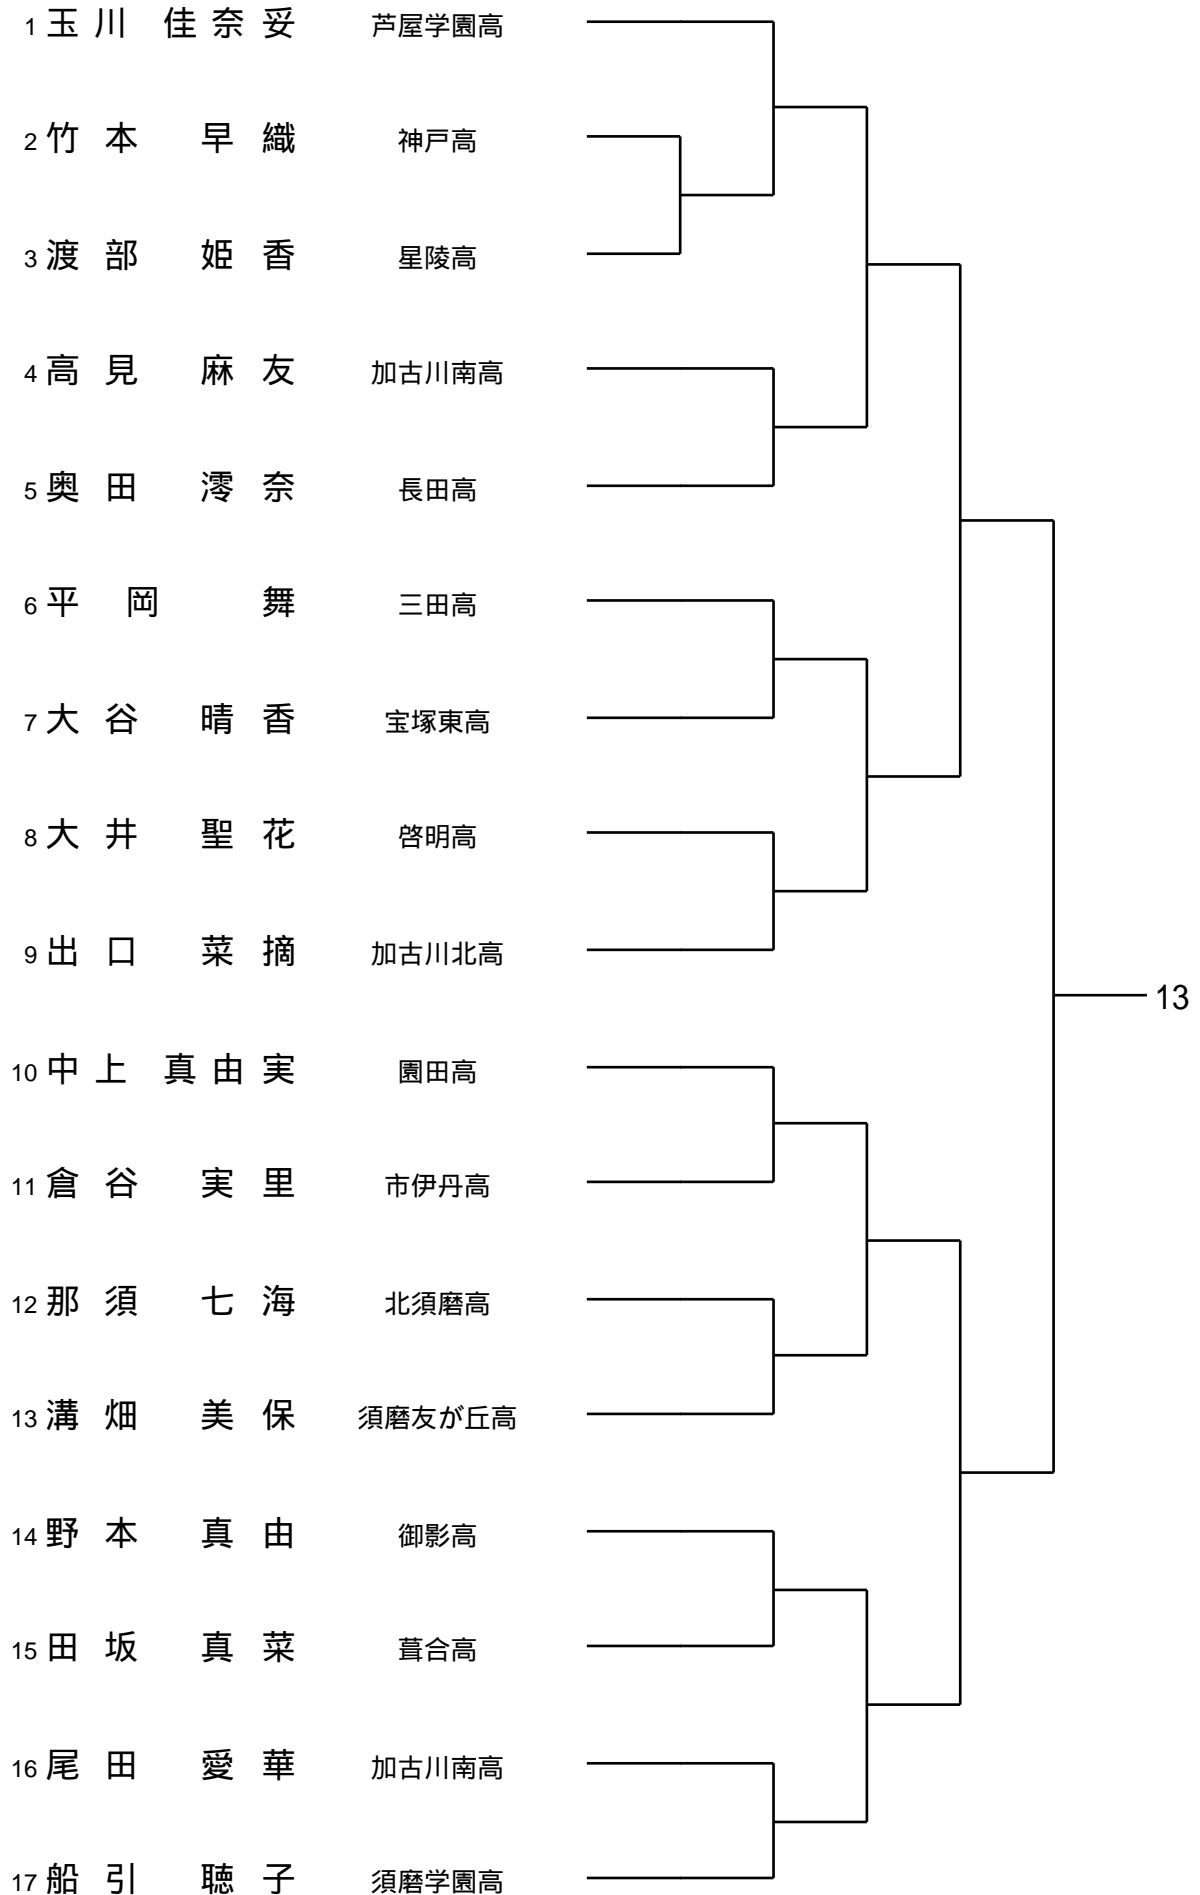 1 玉川 佳奈妥 芦屋学園高
2 竹本 早織 神戸高
3 渡部 姫香 星陵高
4 高見 麻友 加古川南高
5 奥田 澪奈 長田高
6 平岡 舞 三田高
7 大谷 晴香 宝塚東高
8 大井 聖花 啓明高
9 出口 菜摘 加古川北高
13
10 中上 真由実 園田高
11 倉谷 実里 市伊丹高
12 那須 七海 北須磨高
13 溝畑 美保 須磨友が丘高
14 野本 真由 御影高
15 田坂 真菜 葺合高
16 尾田 愛華 加古川南高
17 船引 聴子 須磨学園高